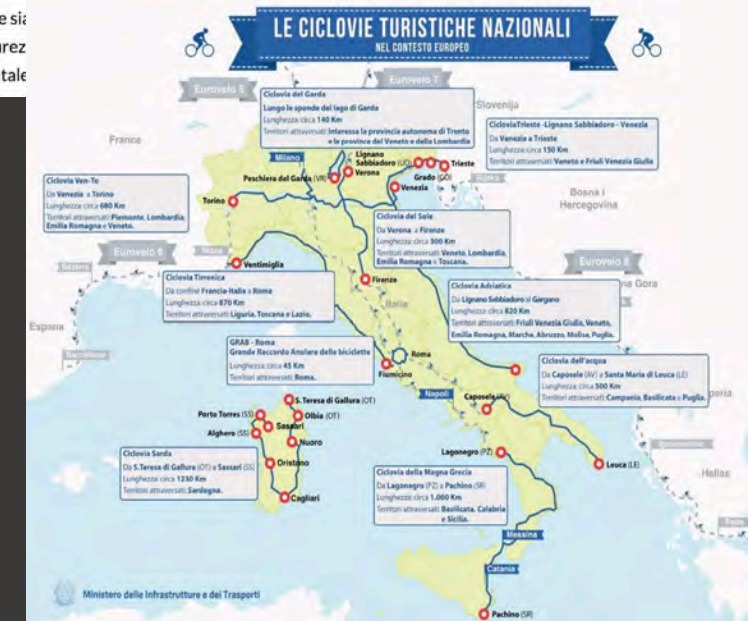 e sia
urez
tale
LE CICLOVIE TURISTICHE NAZIONALI
NEL CONTESTO EUROPEO
Eurovelo 5
Eurovelo 7
Slovenija
France
Ciclovia del Garda
Lungo le sponde del lago di Garda
Lunghezza: circa 140 Km
Territori attraversati: Interessa la provincia autonoma di Trento
e le province del Veneto e della Lombardia
CicloviaTrieste -Lignano Sabbiadoro - Venezia
Da Venezia a Trieste
Lunghezza circa 150 Km
Territori attraversati: Veneto e Friuli Venezia Giulia
Milano
Lignano
Sabbiadoro (UD)
Peschiera del Garda (VR)
Verona
Trieste
Grado (GO)
Venezia
Ciclovia Ven-To
Da Venezia a Torino
Lunghezza circa 680 Km
Territori attraversati: Piemonte, Lombardia,
Emilia Romagna e Veneto.
Torino
Bosna i
Hercegovina
Ciclovia del Sole
Da Verona a Firenze
Lunghezza circa 300 Km
Territori attraversati: Veneto, Lombardia,
Emilia Romagna e Toscana.
Eurovelo 8
Eurovelo 8
Ventimiglia
Firenze
Ciclovia Tirrenica
Da confine Francia-Italia a Roma
Lunghezza: circa 870 Km
Territori attraversati: Liguria, Toscana e Lazio.
Italia
Ciclovia Adriatica
Da Lignano Sabbiadoro al Gargano
Lunghezza: circa 820 Km
Territori attraversati: Friuli Venezia Giulia, Veneto,
Emilia Romagna, Marche, Abruzzo, Molise, Puglia.
na Gora
Espana
GRAB - Roma
Grande Raccordo Anulare delle biciclette
Lunghezza: circa 45 Km
Territori attraversati: Roma.
Roma
Fiumicino
Ciclovia dell'acqua
Da Caposele (AV) a Santa Maria di Leuca (LE)
Lunghezza circa 500 Km
Territori attraversati: Campania, Basilicata e Puglia.
Napoli
Caposele (AV)
S.Teresa di Gallura (OT)
Porto Torres (SS)
Olbia (OT)
Sassari
Alghero (SS)
Nuoro
Lagonegro (PZ)
Leuca (LE)
Hellas
Oristano
Ciclovia Sarda
Da S.Teresa di Gallura (OT) a Sassari (SS)
Lunghezza circa 1230 Km
Territori attraversati: Sardegna.
Cagliari
Ciclovia della Magna Grecia
Da Lagonegro (PZ) a Pachino (SR)
Lunghezza: circa 1.000 Km
Territori attraversati: Basilicata, Calabria
e Sicilia.
Messina
Catania
Pachino (SR)
Ministero delle Infrastrutture e dei Trasporti